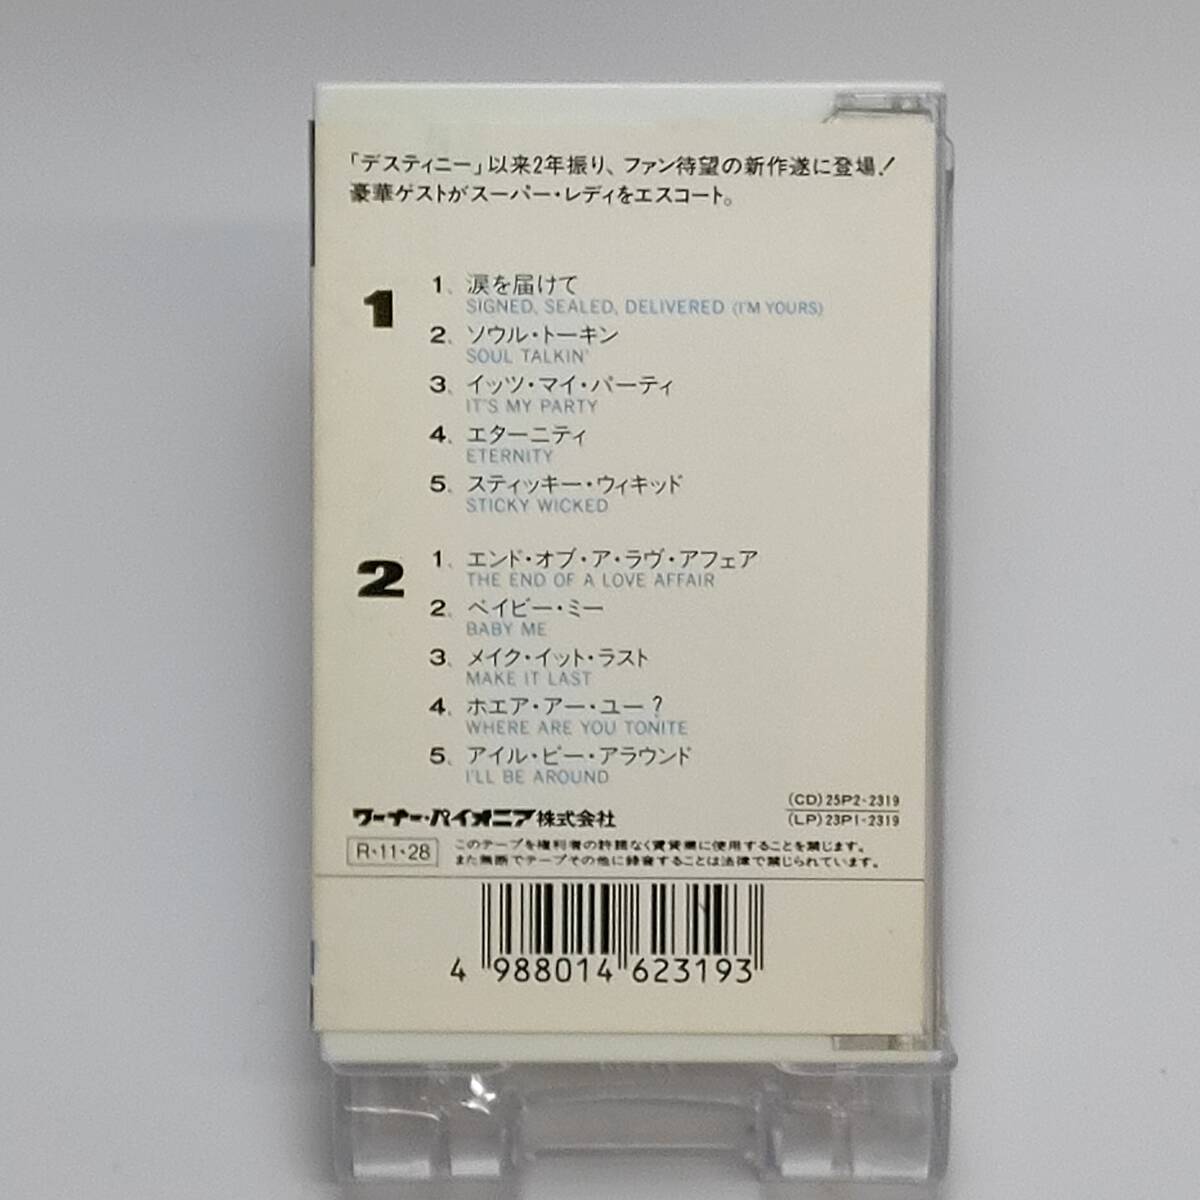 「デスティニー」以来2年振り、ファン待望の新作遂に登場！
豪華ゲストがスーパー・レディをエスコート。
1
1、涙を届けて
SIGNED, SEALED, DELIVERED (I'M YOURS)
2、ソウル・トーキン
SOUL TALKIN'
3、イッツ・マイ・パーティ
IT'S MY PARTY
4、エターニティ
ETERNITY
5、スティッキー・ウィキッド
STICKY WICKED
2
1、エンド・オブ・ア・ラヴ・アフェア
THE END OF A LOVE AFFAIR
2、ベイビー・ミー
BABY ME
3、メイク・イット・ラスト
MAKE IT LAST
4、ホエア・アー・ユー？
WHERE ARE YOU TONITE
5、アイル・ビー・アラウンド
I'LL BE AROUND
ワーナー・パイオニア株式会社
(CD) 25P2-2319
(LP) 23P1-2319
R・11・28
このテープを権利者の許諾なく賃貸業に使用することを禁じます。
また無断でテープその他に録音することは法律で禁じられています。
4 988014 623193